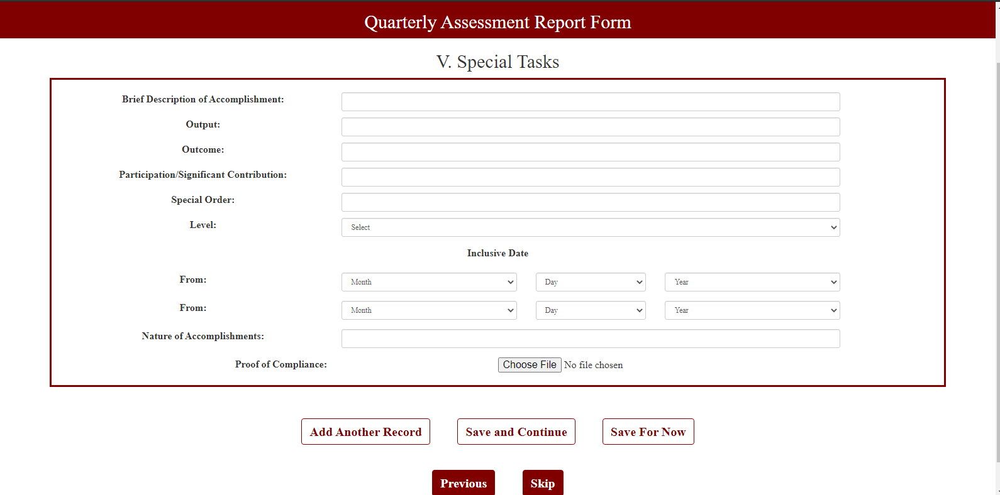 Quarterly Assessment Report Form
V. Special Tasks
Brief Description of Accomplishment:
Output:
Outcome:
Participation/Significant Contribution:
Special Order:
Level: Select
Inclusive Date
From: Month Day Year
From: Month Day Year
Nature of Accomplishments:
Proof of Compliance: Choose File No file chosen
Add Another Record Save and Continue Save For Now
Previous Skip